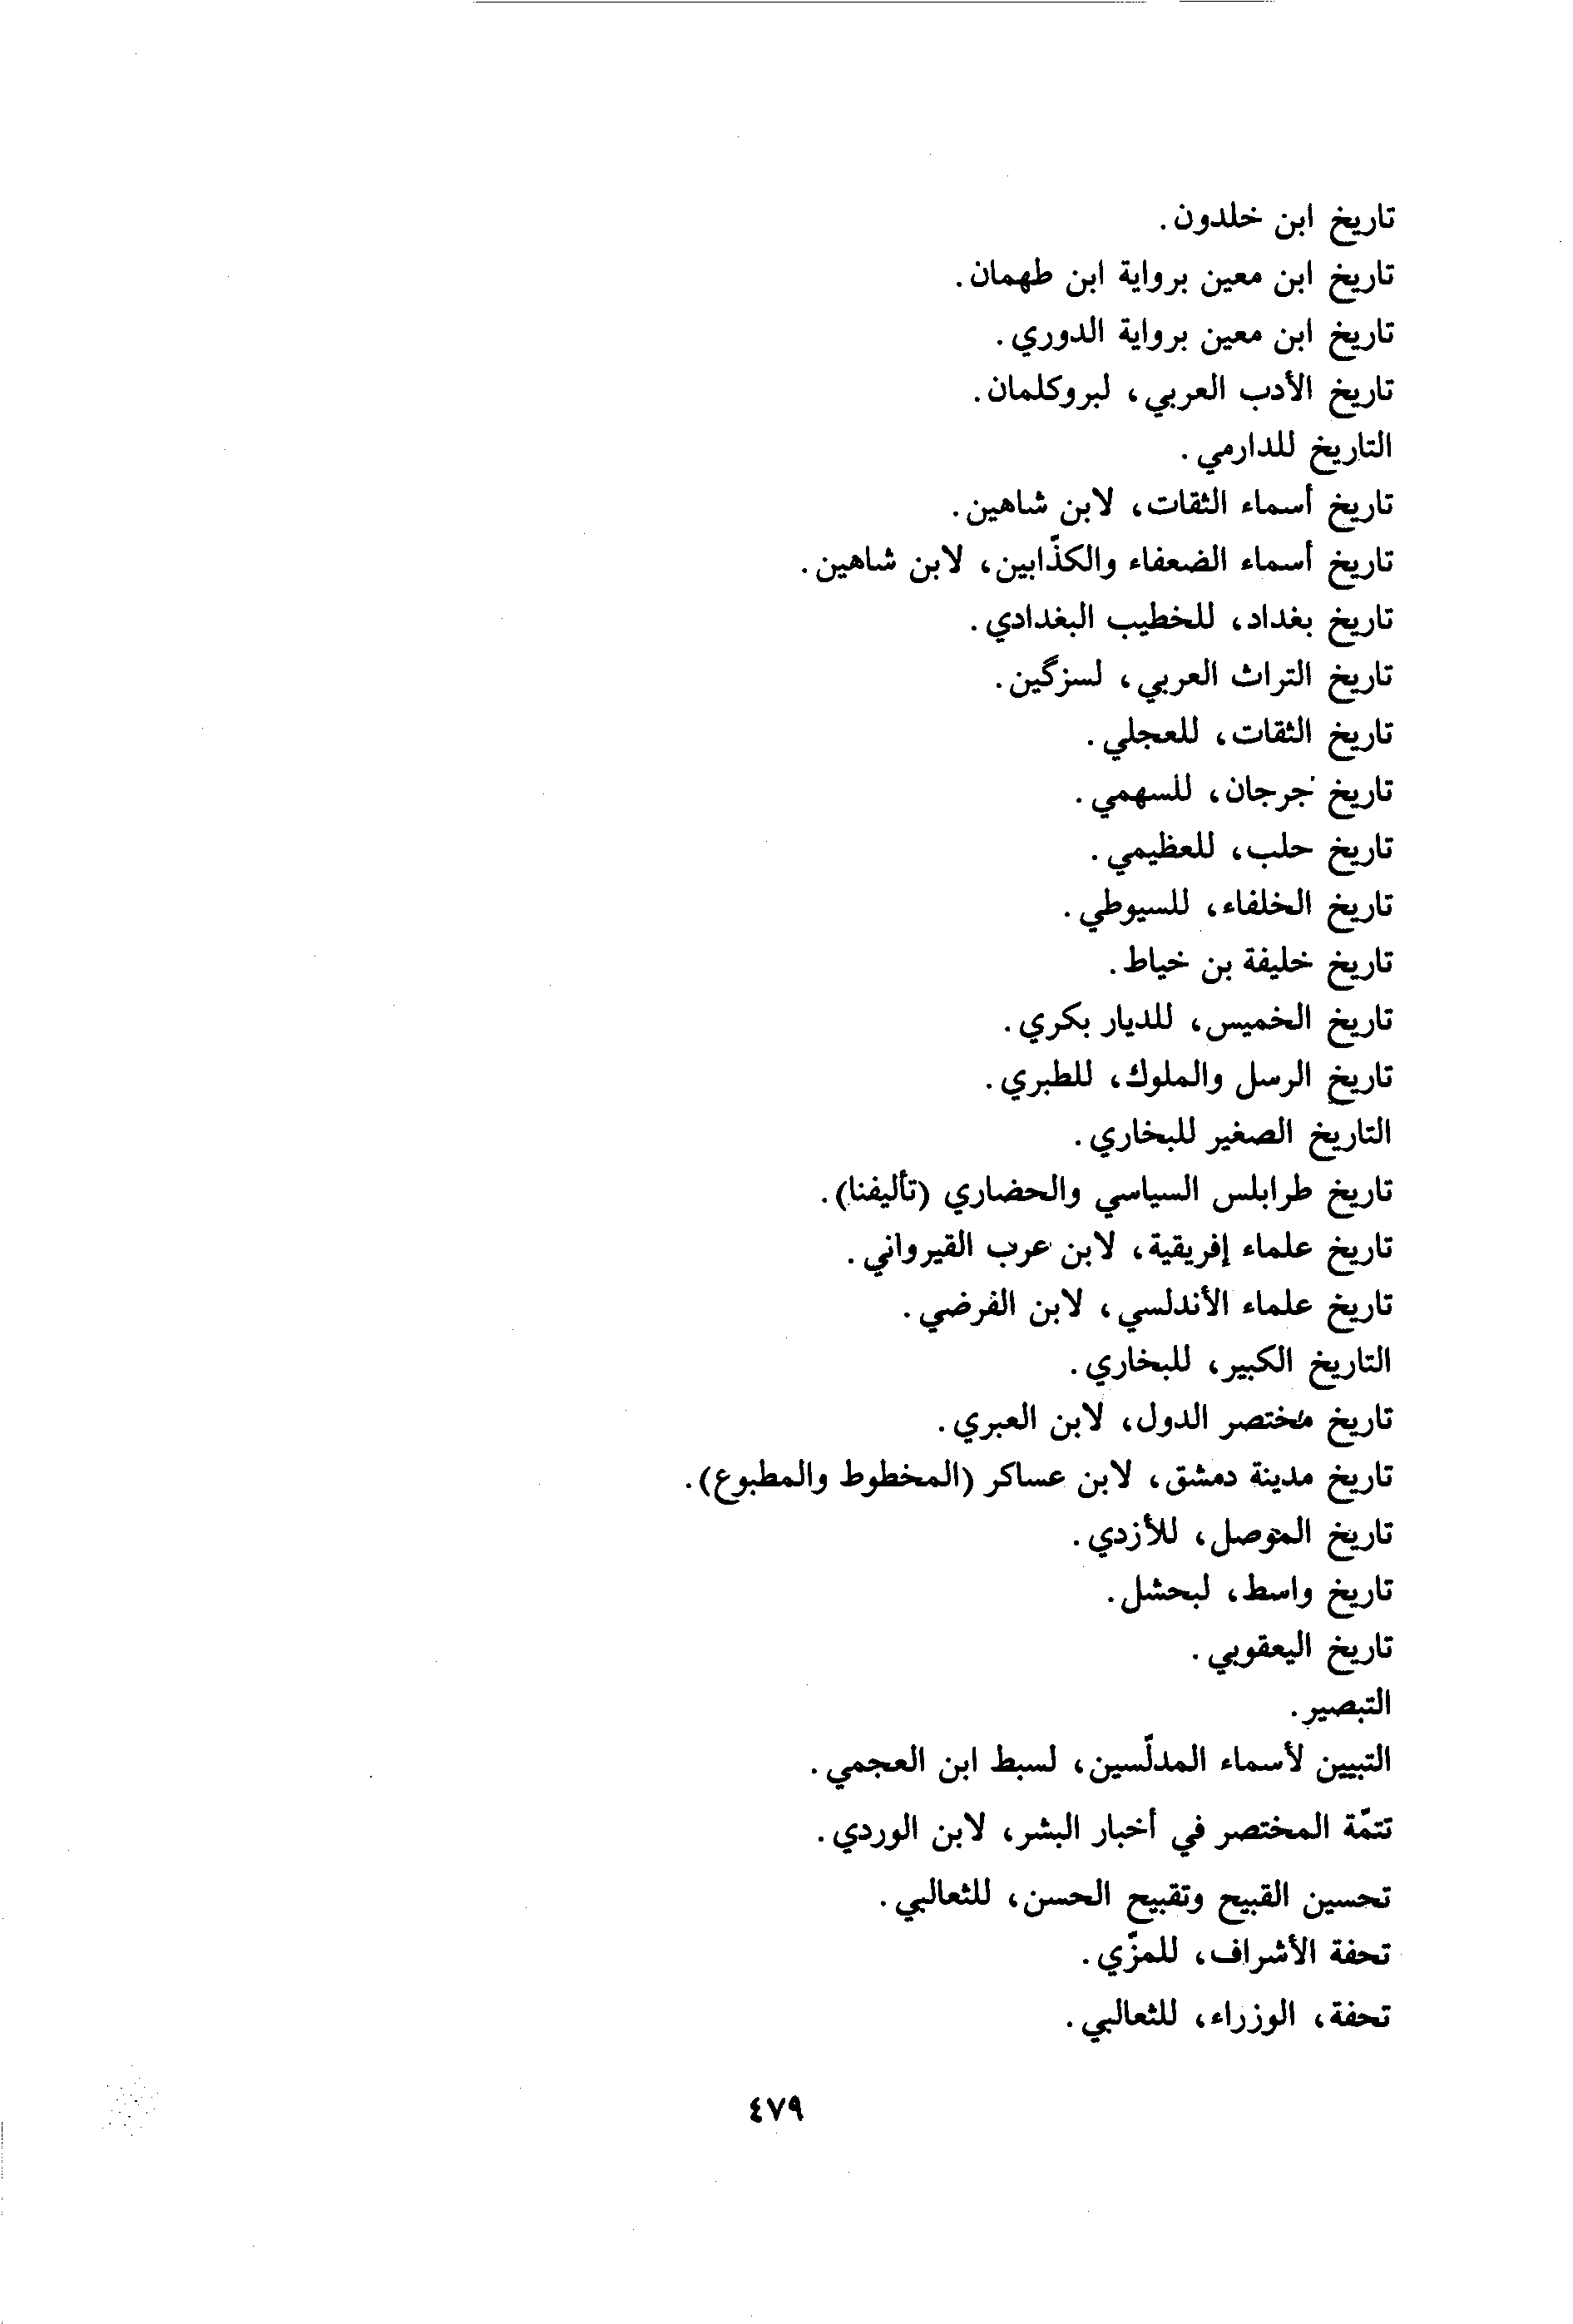 تاريخ ابن خلدون.
تاريخ ابن معين برواية ابن طهمان.
تاريخ ابن معين برواية الدوري.
تاريخ الأدب العربي، لبروكلمان.
التاريخ للدارمي.
تاريخ أسماء الثقات، لابن شاهين.
تاريخ أسماء الضعفاء والكذّابين، لابن شاهين.
تاريخ بغداد، للخطيب البغدادي.
تاريخ التراث العربي، لسزگين.
تاريخ الثقات، للعجلي.
تاريخ جرجان، للسهمي.
تاريخ حلب، للعظيمي.
تاريخ الخلفاء، للسيوطي.
تاريخ خليفة بن خياط.
تاريخ الخميس، للديار بكري.
تاريخ الرسل والملوك، للطبري.
التاريخ الصغير للبخاري.
تاريخ طرابلس السياسي والحضاري (تأليفنا).
تاريخ علماء إفريقية، لابن عرب القيرواني.
تاريخ علماء الأندلسي، لابن الفرضي.
التاريخ الكبير، للبخاري.
تاريخ مختصر الدول، لابن العبري.
تاريخ مدينة دمشق، لابن عساكر (المخطوط والمطبوع).
تاريخ الموصل، للأزدي.
تاريخ واسط، لبحشل.
تاريخ اليعقوبي.
التبصير.
التبيين لأسماء المدلّسين، لسبط ابن العجمي.
تتمّة المختصر في أخبار البشر، لابن الوردي.
تحسين القبيح وتقبيح الحسن، للثعالبي.
تحفة الأشراف، للمزّي.
تحفة، الوزراء، للثعالبي.
٤٧٩